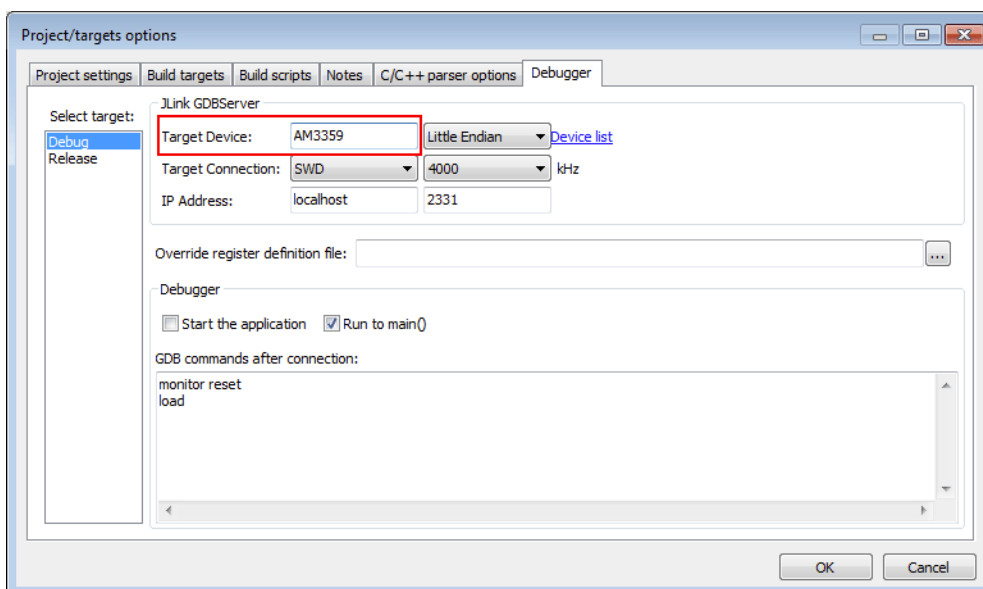 Project/targets options
Project settings Build targets Build scripts Notes C/C++ parser options Debugger
Select target:
Debug
Release
JLink GDBServer
Target Device: AM3359 Little Endian Device list
Target Connection: SWD 4000 kHz
IP Address: localhost 2331
Override register definition file: ...
Debugger
Start the application Run to main()
GDB commands after connection:
monitor reset
load
OK Cancel